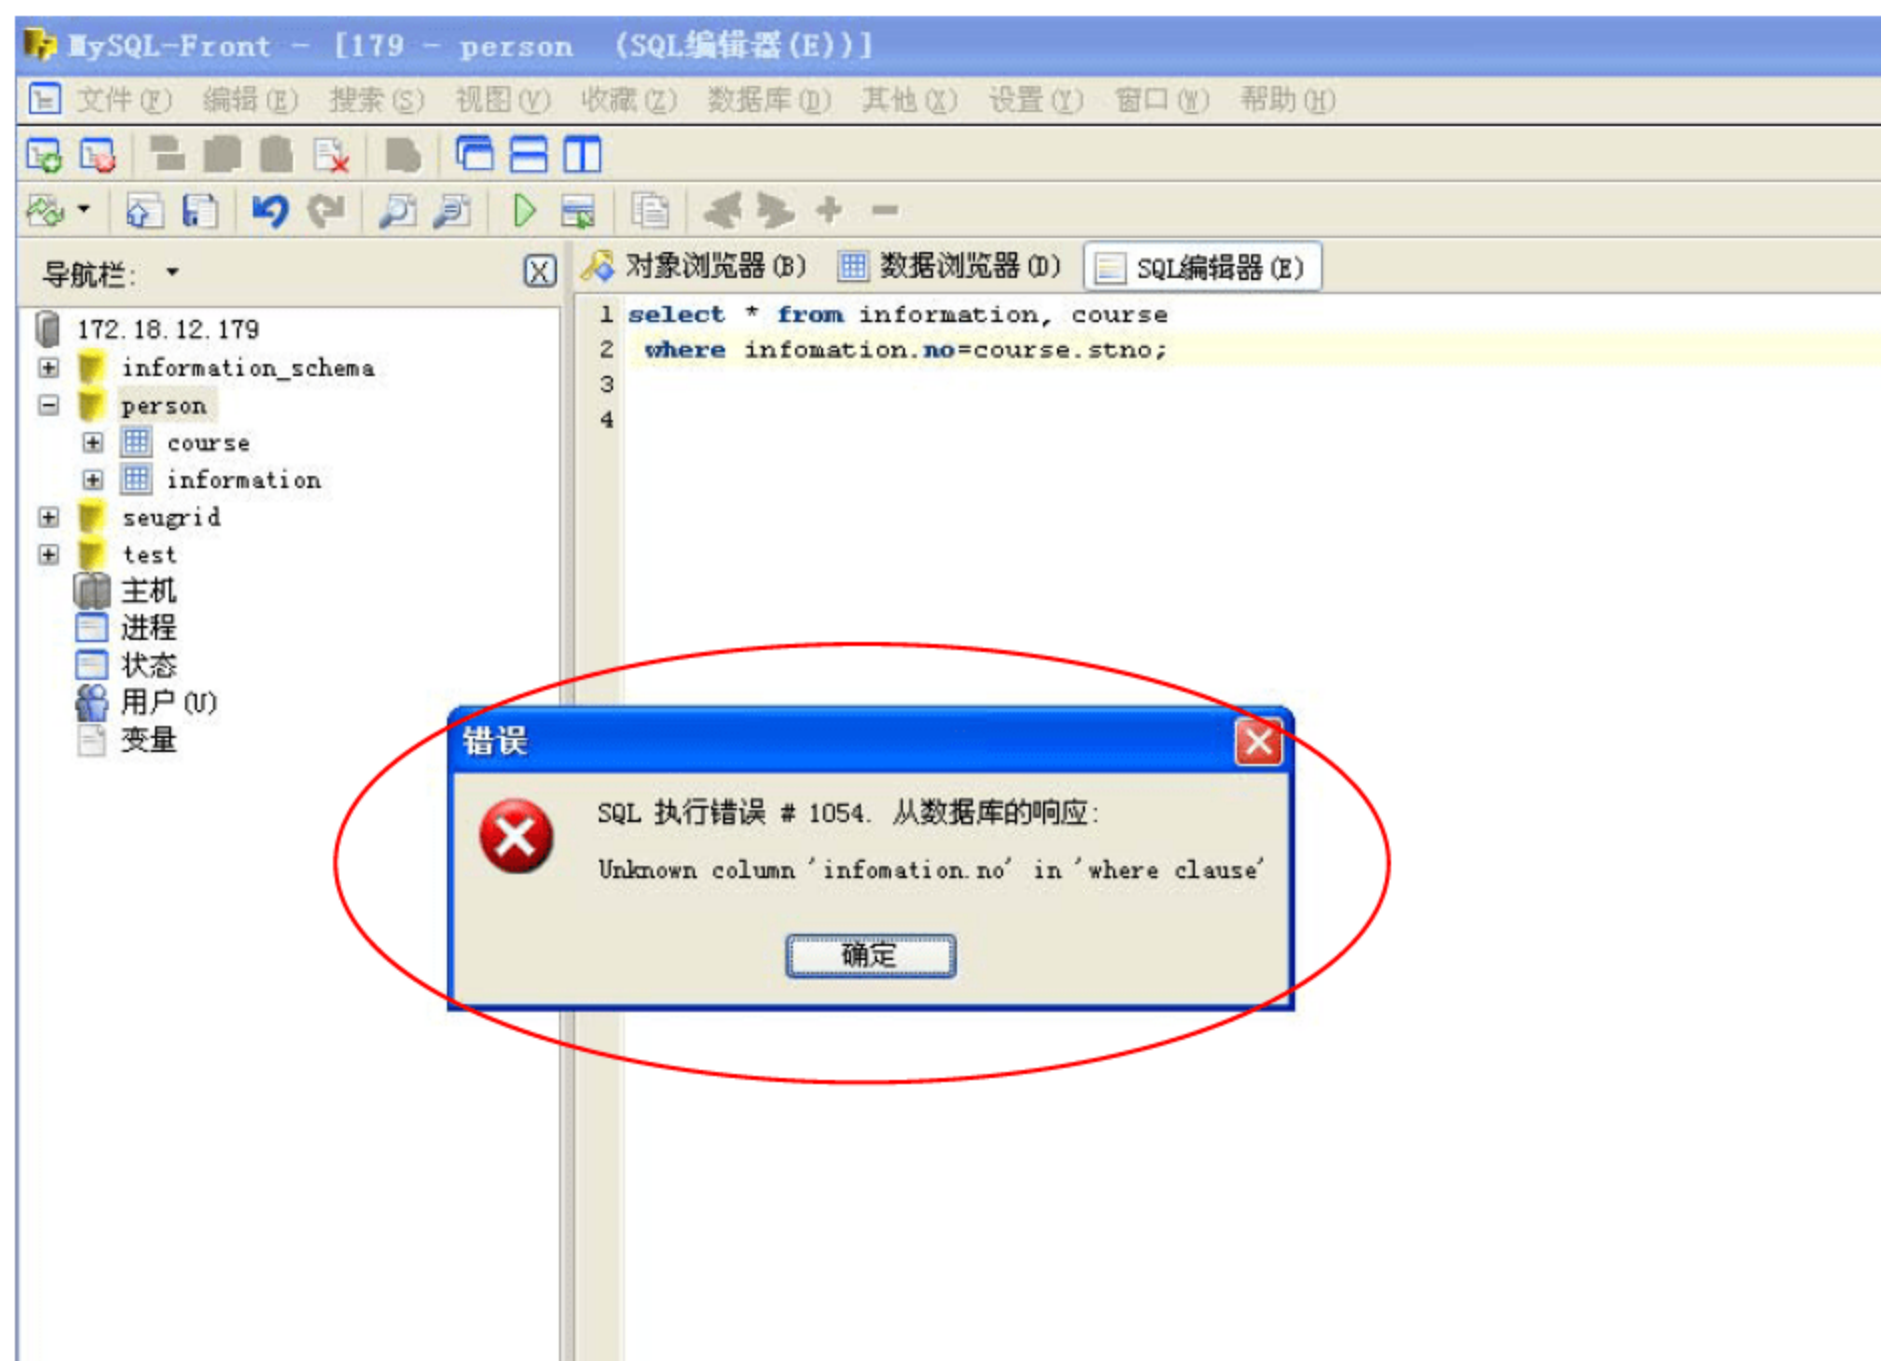 MySQL-Front - [179 - person (SQL编辑器(E))]
文件(F) 编辑(E) 搜索(S) 视图(V) 收藏(Z) 数据库(D) 其他(X) 设置(Y) 窗口(W) 帮助(H)
导航栏:
对象浏览器(B) 数据浏览器(D) SQL编辑器(E)
172.18.12.179
information_schema
person
course
information
seugrid
test
主机
进程
状态
用户(U)
变量
1 select * from information, course
2 where infomation.no=course.stno;
3
4
错误
SQL 执行错误 # 1054. 从数据库的响应:
Unknown column 'infomation.no' in 'where clause'
确定